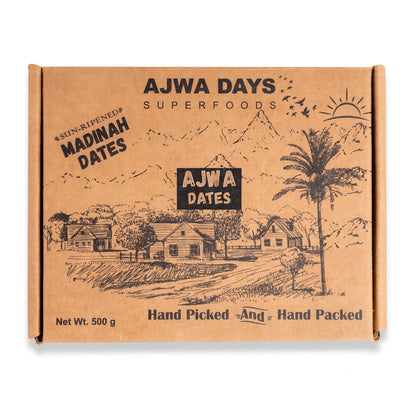 AJWA DAYS
SUPERFOODS
*SUN-RIPENED*
MADINAH
DATES
AJWA
DATES
Net Wt. 500 g
Hand Picked And Hand Packed